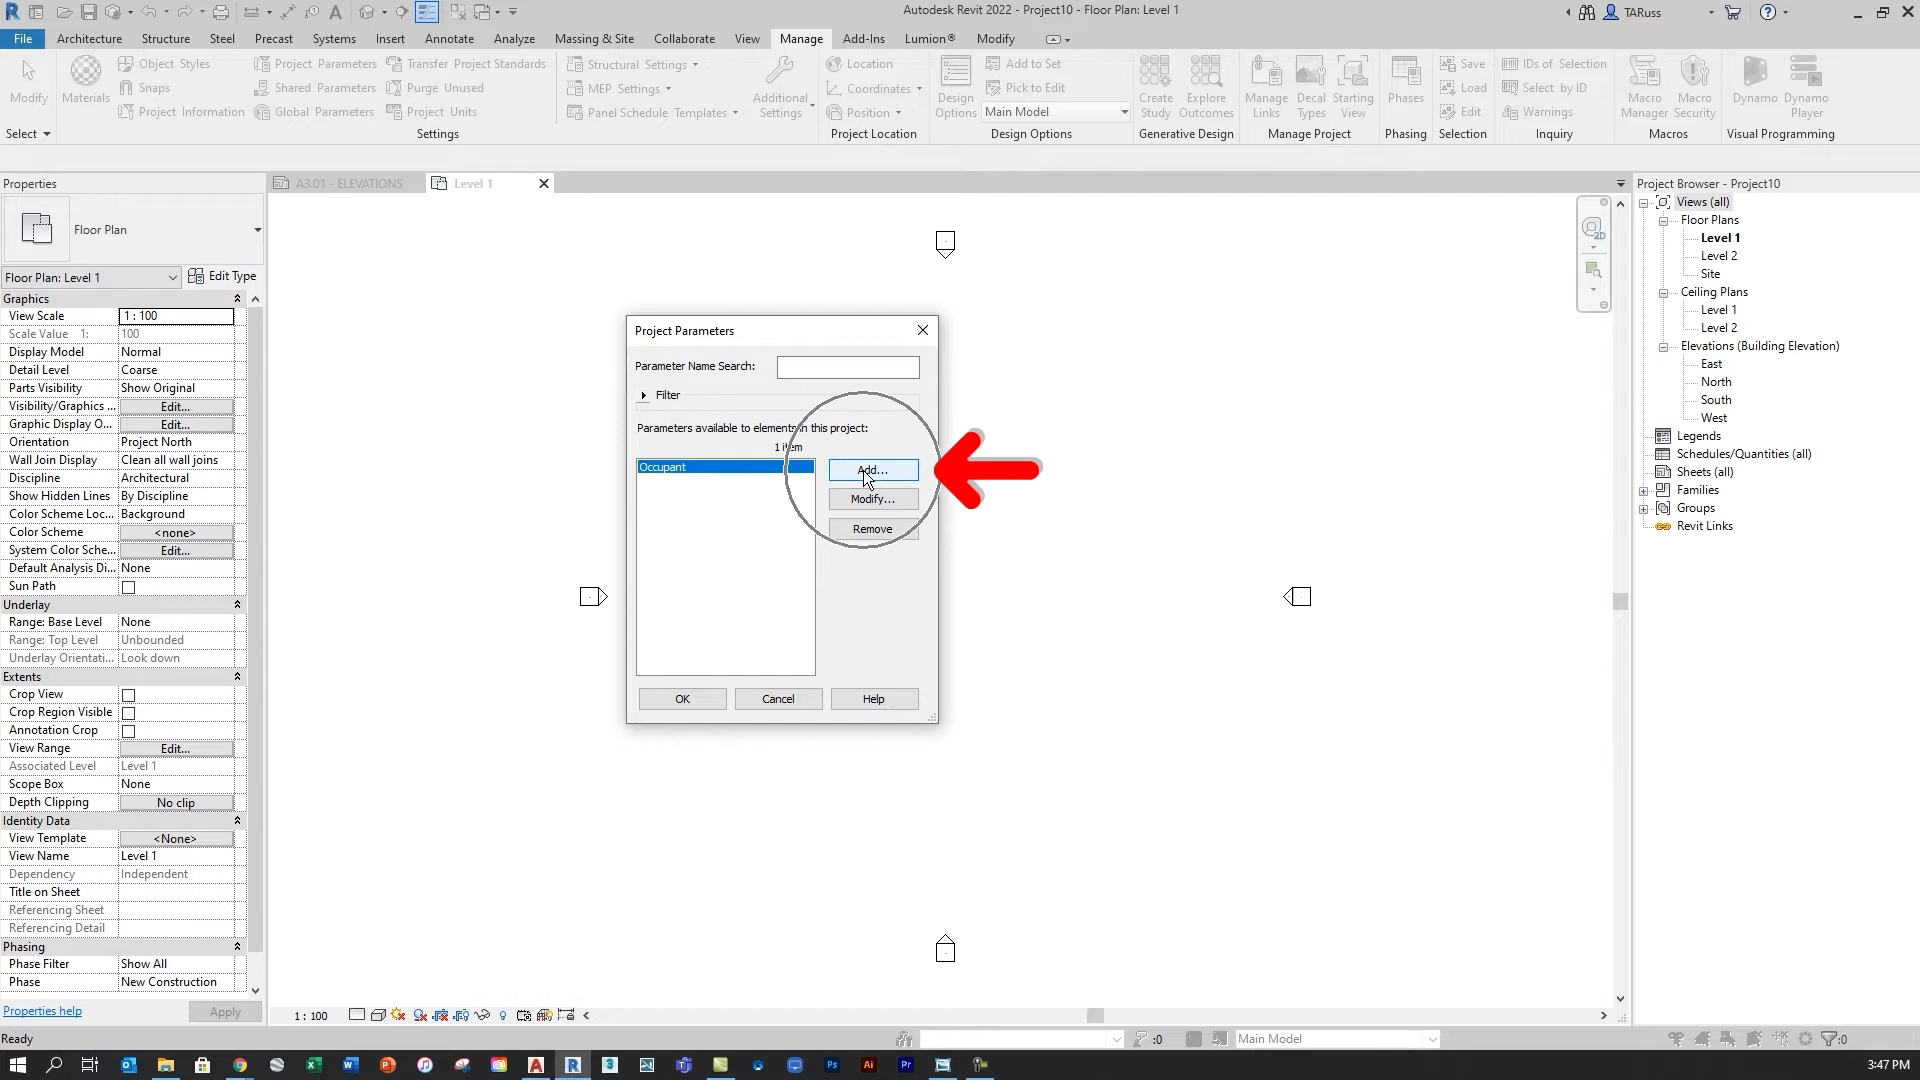 Autodesk Revit 2022 - Project10 - Floor Plan: Level 1
TARuss
File Architecture Structure Steel Precast Systems Insert Annotate Analyze Massing & Site Collaborate View Manage Add-Ins Lumion® Modify
Object Styles Project Parameters Transfer Project Standards Structural Settings Location Add to Set Save IDs of Selection
Snaps Shared Parameters Purge Unused MEP Settings Coordinates Pick to Edit Load Select by ID
Modify Materials Additional Settings Design Options Create Study Explore Outcomes Manage Links Decal Types Starting View Phases Macro Manager Macro Security Dynamo Dynamo Player
Project Information Global Parameters Project Units Panel Schedule Templates Position Main Model Edit Warnings
Select Settings Project Location Design Options Generative Design Manage Project Phasing Selection Inquiry Macros Visual Programming
Properties
A3.01 - ELEVATIONS Level 1
Floor Plan
Floor Plan: Level 1 Edit Type
Graphics
View Scale 1 : 100
Scale Value 1: 100
Display Model Normal
Detail Level Coarse
Parts Visibility Show Original
Visibility/Graphics ... Edit...
Graphic Display O... Edit...
Orientation Project North
Wall Join Display Clean all wall joins
Discipline Architectural
Show Hidden Lines By Discipline
Color Scheme Loc... Background
Color Scheme <none>
System Color Sche... Edit...
Default Analysis Di... None
Sun Path
Underlay
Range: Base Level None
Range: Top Level Unbounded
Underlay Orientati... Look down
Extents
Crop View
Crop Region Visible
Annotation Crop
View Range Edit...
Associated Level Level 1
Scope Box None
Depth Clipping No clip
Identity Data
View Template <None>
View Name Level 1
Dependency Independent
Title on Sheet
Referencing Sheet
Referencing Detail
Phasing
Phase Filter Show All
Phase New Construction
Properties help Apply
Project Parameters
Parameter Name Search:
Filter
Parameters available to elements in this project:
1 item
Occupant
Add...
Modify...
Remove
OK Cancel Help
2D
Project Browser - Project10
Views (all)
Floor Plans
Level 1
Level 2
Site
Ceiling Plans
Level 1
Level 2
Elevations (Building Elevation)
East
North
South
West
Legends
Schedules/Quantities (all)
Sheets (all)
Families
Groups
Revit Links
1 : 100
Ready :0 Main Model :0
3:47 PM